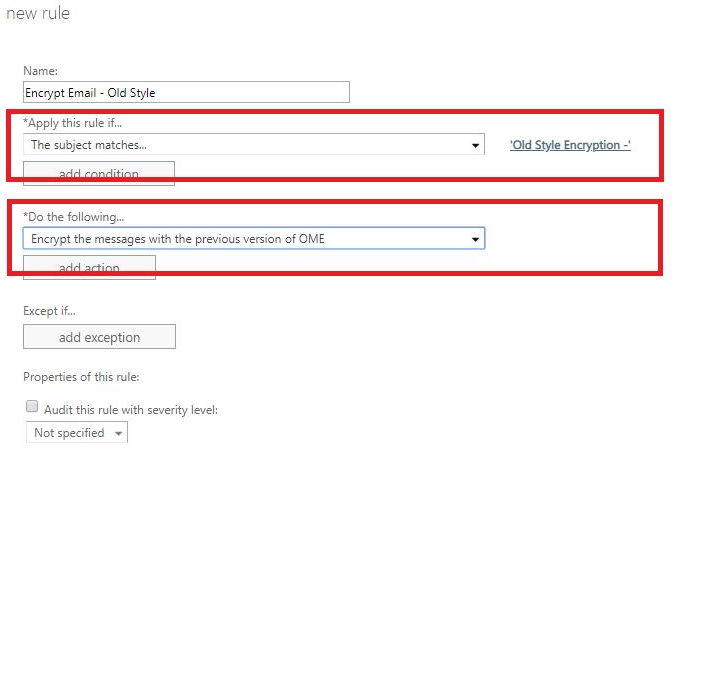 new rule
Name:
Encrypt Email - Old Style
*Apply this rule if...
The subject matches... 'Old Style Encryption -'
add condition
*Do the following...
Encrypt the messages with the previous version of OME
add action
Except if...
add exception
Properties of this rule:
Audit this rule with severity level:
Not specified